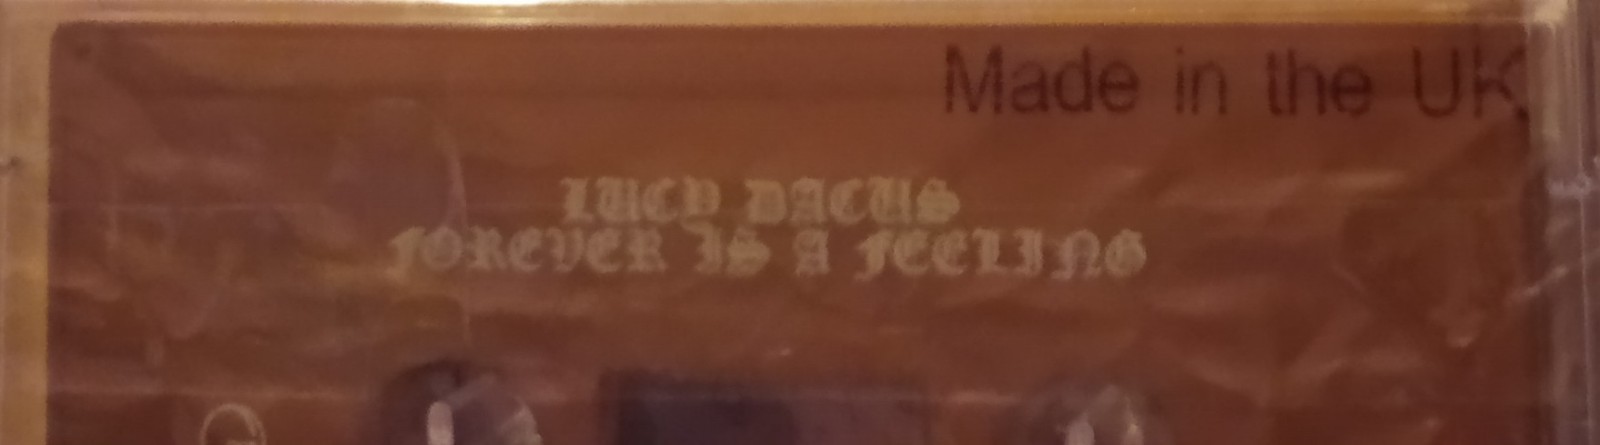 Made in the UK
LUCY DACUS
FOREVER IS A FEELING